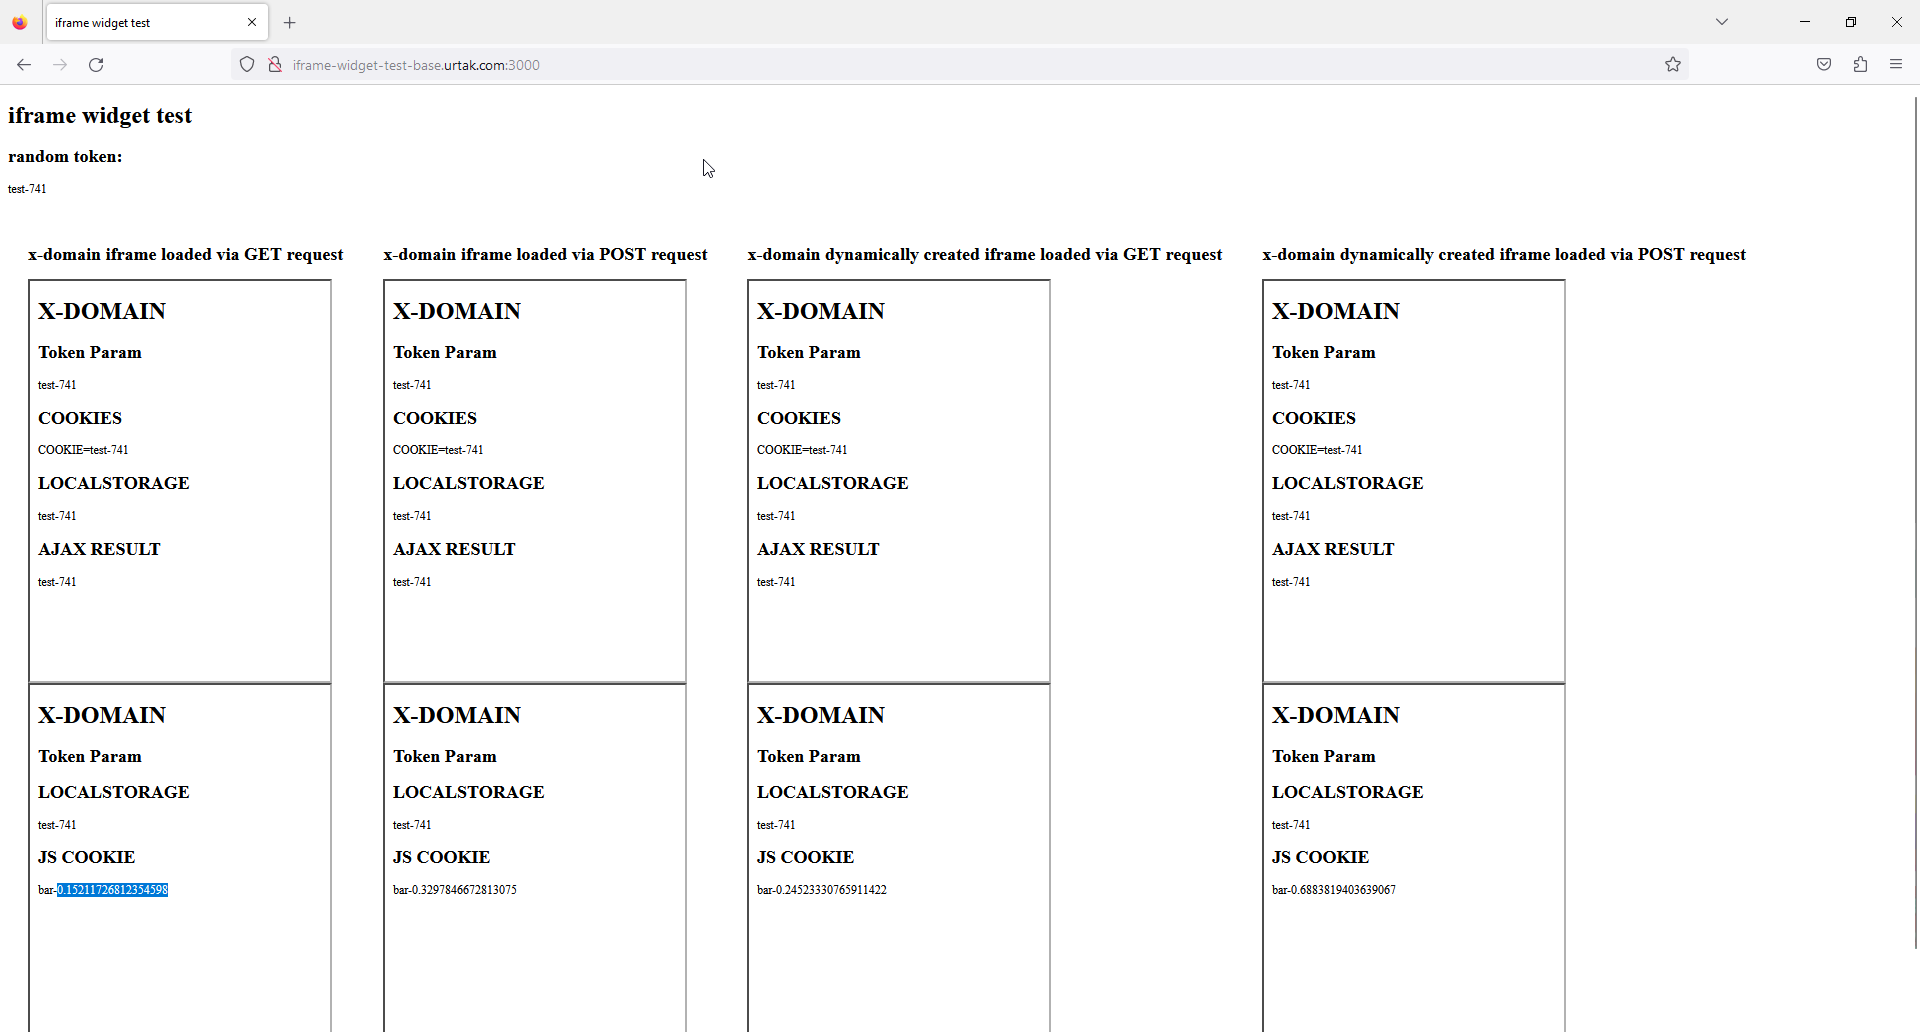 iframe widget test
iframe-widget-test-base.urtak.com:3000
iframe widget test
random token:
test-741
x-domain iframe loaded via GET request
X-DOMAIN
Token Param
test-741
COOKIES
COOKIE=test-741
LOCALSTORAGE
test-741
AJAX RESULT
test-741
X-DOMAIN
Token Param
LOCALSTORAGE
test-741
JS COOKIE
bar-0.15211726812354598
x-domain iframe loaded via POST request
X-DOMAIN
Token Param
test-741
COOKIES
COOKIE=test-741
LOCALSTORAGE
test-741
AJAX RESULT
test-741
X-DOMAIN
Token Param
LOCALSTORAGE
test-741
JS COOKIE
bar-0.3297846672813075
x-domain dynamically created iframe loaded via GET request
X-DOMAIN
Token Param
test-741
COOKIES
COOKIE=test-741
LOCALSTORAGE
test-741
AJAX RESULT
test-741
X-DOMAIN
Token Param
LOCALSTORAGE
test-741
JS COOKIE
bar-0.24523330765911422
x-domain dynamically created iframe loaded via POST request
X-DOMAIN
Token Param
test-741
COOKIES
COOKIE=test-741
LOCALSTORAGE
test-741
AJAX RESULT
test-741
X-DOMAIN
Token Param
LOCALSTORAGE
test-741
JS COOKIE
bar-0.6883819403639067